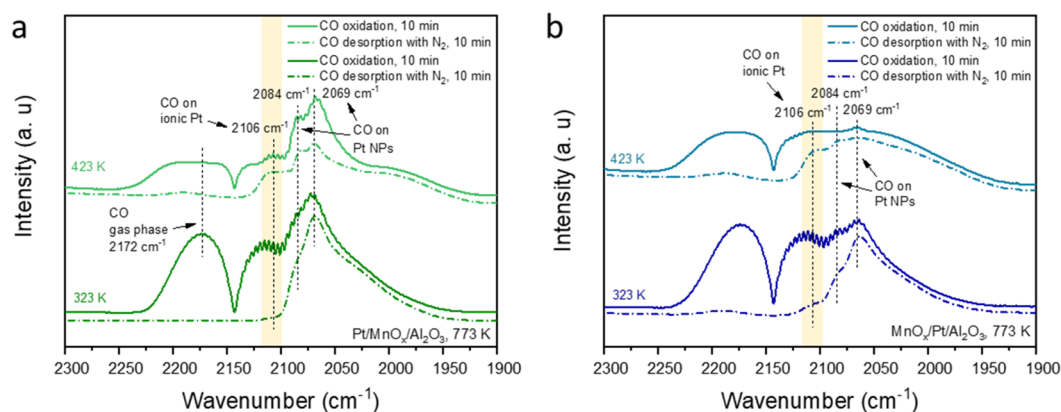 a
CO oxidation, 10 min
CO desorption with N₂, 10 min
CO oxidation, 10 min
CO desorption with N₂, 10 min
2084 cm⁻¹
2069 cm⁻¹
CO on
ionic Pt
2106 cm⁻¹
CO on
Pt NPs
423 K
CO
gas phase
2172 cm⁻¹
323 K
Pt/MnOₓ/Al₂O₃, 773 K
Intensity (a. u)
2300 2250 2200 2150 2100 2050 2000 1950 1900
Wavenumber (cm⁻¹)
b
CO oxidation, 10 min
CO desorption with N₂, 10 min
CO oxidation, 10 min
CO desorption with N₂, 10 min
CO on
ionic Pt
2084 cm⁻¹
2106 cm⁻¹
2069 cm⁻¹
423 K
CO on
Pt NPs
323 K
MnOₓ/Pt/Al₂O₃, 773 K
Intensity (a. u)
2300 2250 2200 2150 2100 2050 2000 1950 1900
Wavenumber (cm⁻¹)